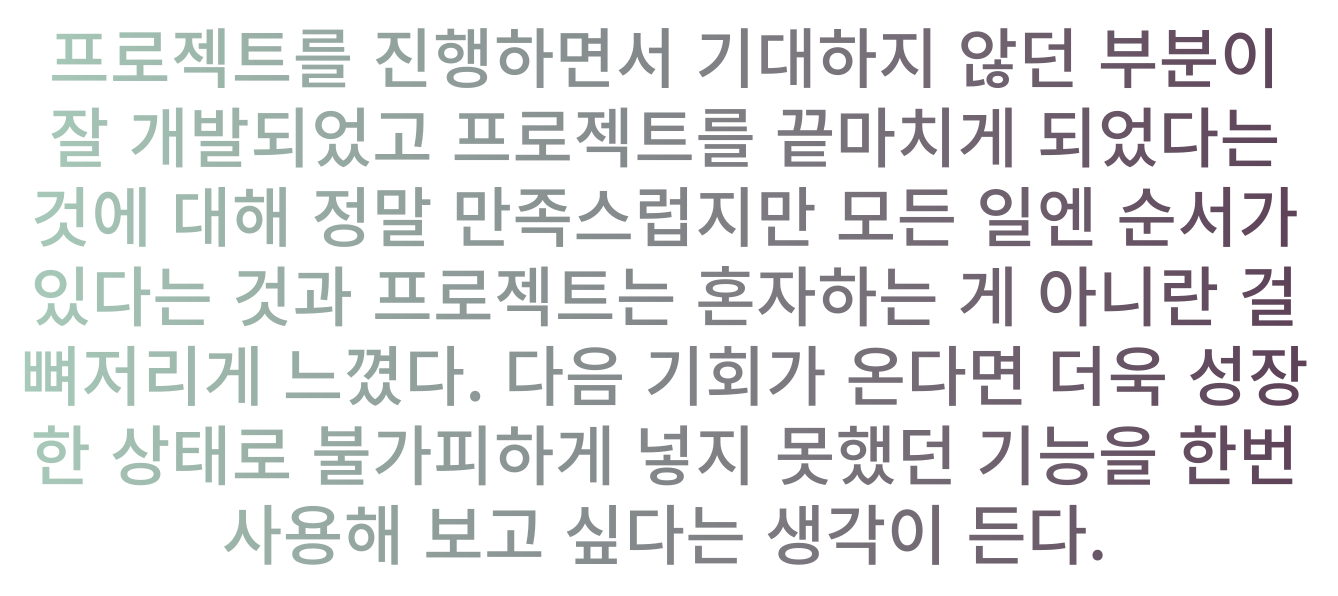 프로젝트를 진행하면서 기대하지 않던 부분이
잘 개발되었고 프로젝트를 끝마치게 되었다는
것에 대해 정말 만족스럽지만 모든 일엔 순서가
있다는 것과 프로젝트는 혼자하는 게 아니란 걸
뼈저리게 느꼈다. 다음 기회가 온다면 더욱 성장
한 상태로 불가피하게 넣지 못했던 기능을 한번
사용해 보고 싶다는 생각이 든다.